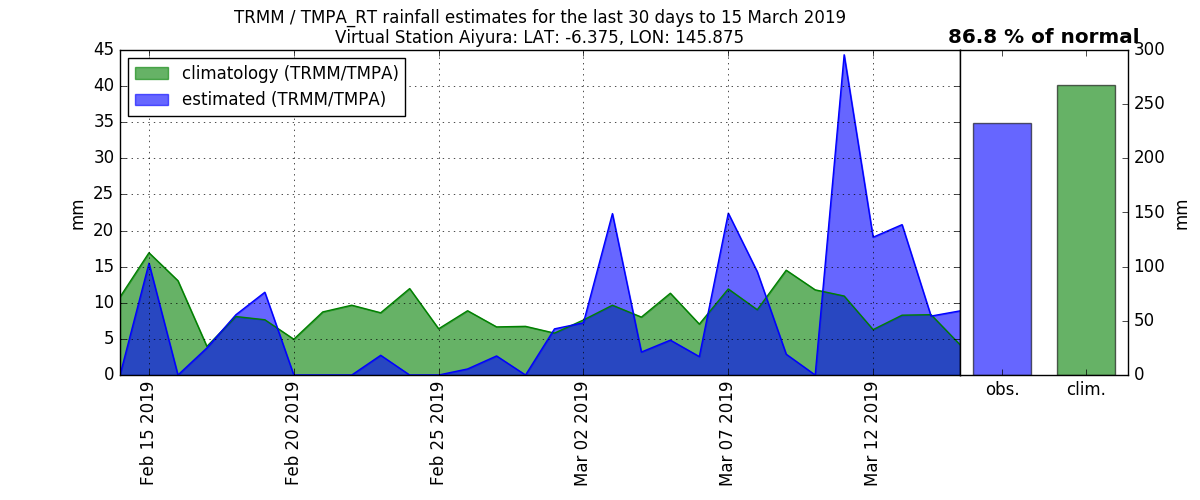 TRMM / TMPA_RT rainfall estimates for the last 30 days to 15 March 2019
Virtual Station Aiyura: LAT: -6.375, LON: 145.875
86.8 % of normal
climatology (TRMM/TMPA)
estimated (TRMM/TMPA)
mm
45
40
35
30
25
20
15
10
5
0
Feb 15 2019
Feb 20 2019
Feb 25 2019
Mar 02 2019
Mar 07 2019
Mar 12 2019
obs.
clim.
300
250
200
150
100
50
0
mm